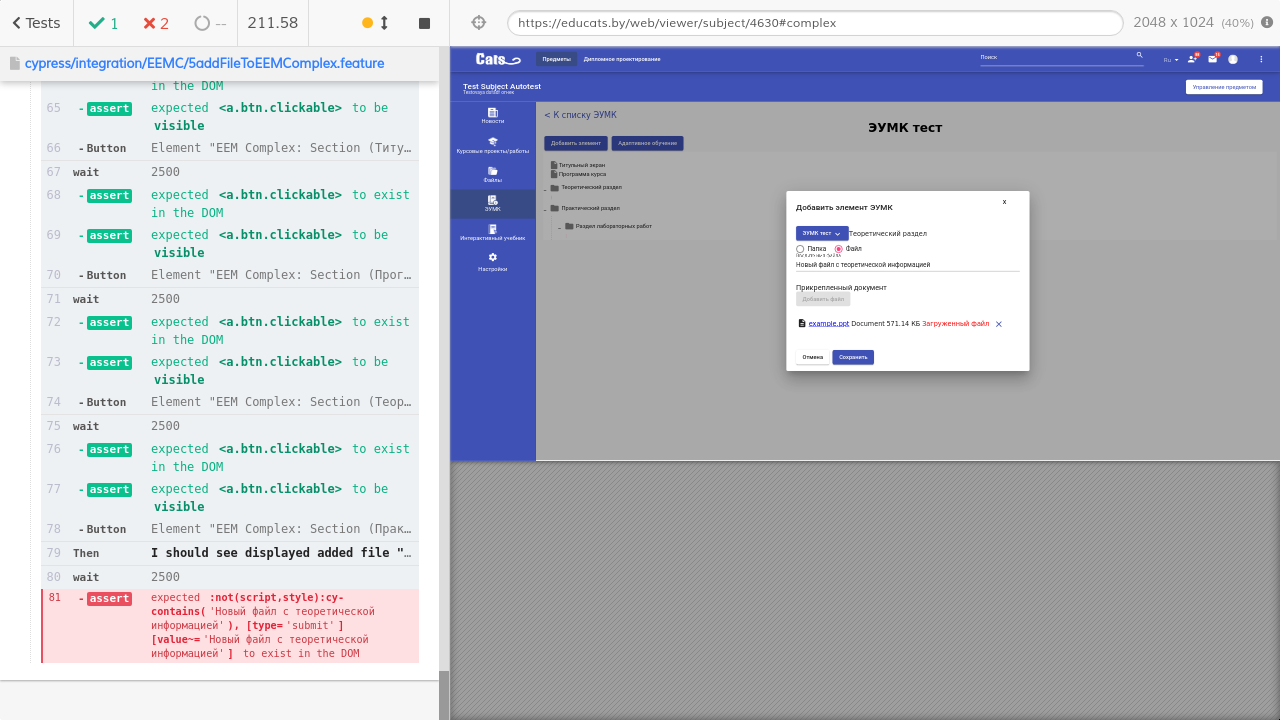 Tests
1
2
--
211.58
https://educats.by/web/viewer/subject/4630#complex
2048 x 1024 (40%)
cypress/integration/EEMC/5addFileToEEMComplex.feature
in the DOM
65 - assert expected <a.btn.clickable> to be
visible
66 - Button Element "EEM Complex: Section (Титу…
67 wait 2500
68 - assert expected <a.btn.clickable> to exist
in the DOM
69 - assert expected <a.btn.clickable> to be
visible
70 - Button Element "EEM Complex: Section (Прог…
71 wait 2500
72 - assert expected <a.btn.clickable> to exist
in the DOM
73 - assert expected <a.btn.clickable> to be
visible
74 - Button Element "EEM Complex: Section (Теор…
75 wait 2500
76 - assert expected <a.btn.clickable> to exist
in the DOM
77 - assert expected <a.btn.clickable> to be
visible
78 - Button Element "EEM Complex: Section (Прак…
79 Then I should see displayed added file "…
80 wait 2500
81 - assert expected :not(script,style):cy-
contains('Новый файл с теоретической
информацией'), [type='submit']
[value~='Новый файл с теоретической
информацией'] to exist in the DOM
Cats
Предметы
Дипломное проектирование
Поиск
Ru
Test Subject Autotest
Управление предметом
Новости
Курсовые проекты/работы
Файлы
ЭУМК
Интерактивный учебник
Настройки
< К списку ЭУМК
ЭУМК тест
Добавить элемент
Адаптивное обучение
Титульный экран
Программа курса
Теоретический раздел
Практический раздел
Раздел лабораторных работ
Добавить элемент ЭУМК
x
ЭУМК тест
Теоретический раздел
Папка
Файл
Новый файл с теоретической информацией
Прикрепленный документ
Добавить файл
example.ppt Document 571.14 КБ Загруженный файл
Отмена
Сохранить